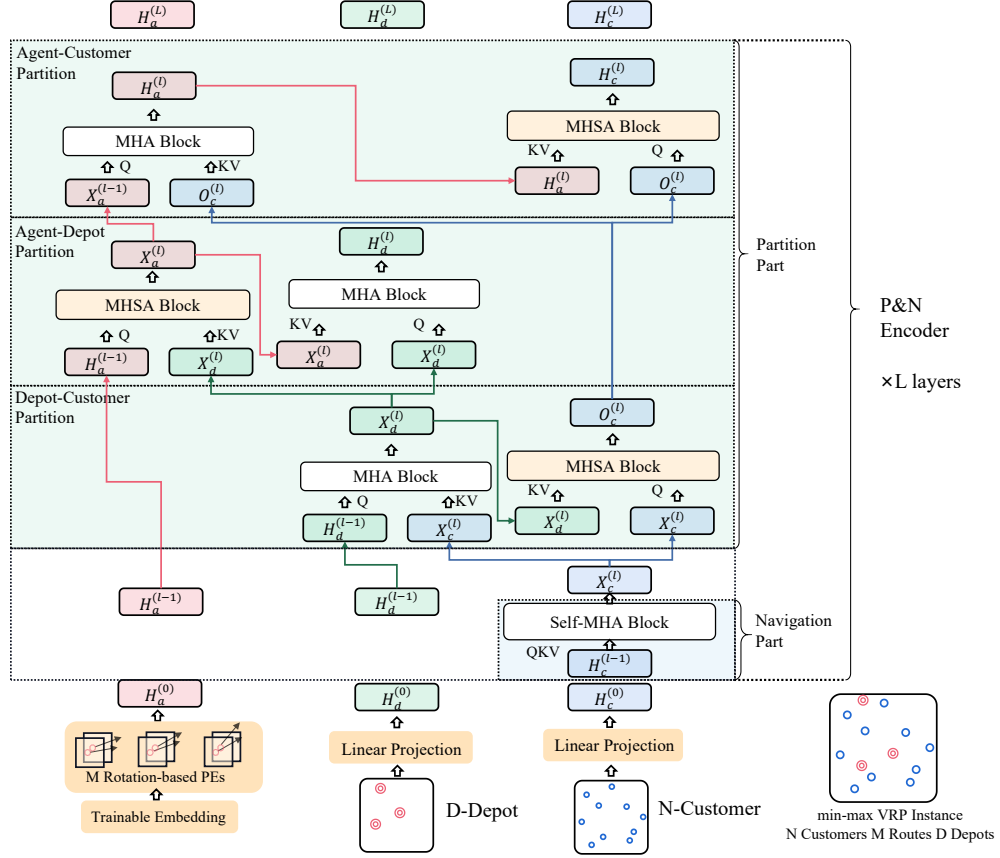 $H_a^{(L)}$ $H_d^{(L)}$ $H_c^{(L)}$
Agent-Customer
Partition
$H_a^{(l)}$ $H_c^{(l)}$
MHA Block MHSA Block
Q KV KV Q
$X_a^{(l-1)}$ $O_c^{(l)}$ $H_a^{(l)}$ $O_c^{(l)}$
Agent-Depot
Partition
$X_a^{(l)}$ $H_d^{(l)}$
MHSA Block MHA Block
Q KV KV Q
$H_a^{(l-1)}$ $X_d^{(l)}$ $X_a^{(l)}$ $X_d^{(l)}$
Depot-Customer
Partition
$X_d^{(l)}$ $O_c^{(l)}$
MHA Block MHSA Block
Q KV KV Q
$H_d^{(l-1)}$ $X_c^{(l)}$ $X_d^{(l)}$ $X_c^{(l)}$
Partition
Part
P&N
Encoder
×L layers
$H_a^{(l-1)}$ $H_d^{(l-1)}$ $X_c^{(l)}$
Self-MHA Block
QKV
$H_c^{(l-1)}$
Navigation
Part
$H_a^{(0)}$ $H_d^{(0)}$ $H_c^{(0)}$
M Rotation-based PEs
Trainable Embedding
Linear Projection
Linear Projection
D-Depot
N-Customer
min-max VRP Instance
N Customers M Routes D Depots